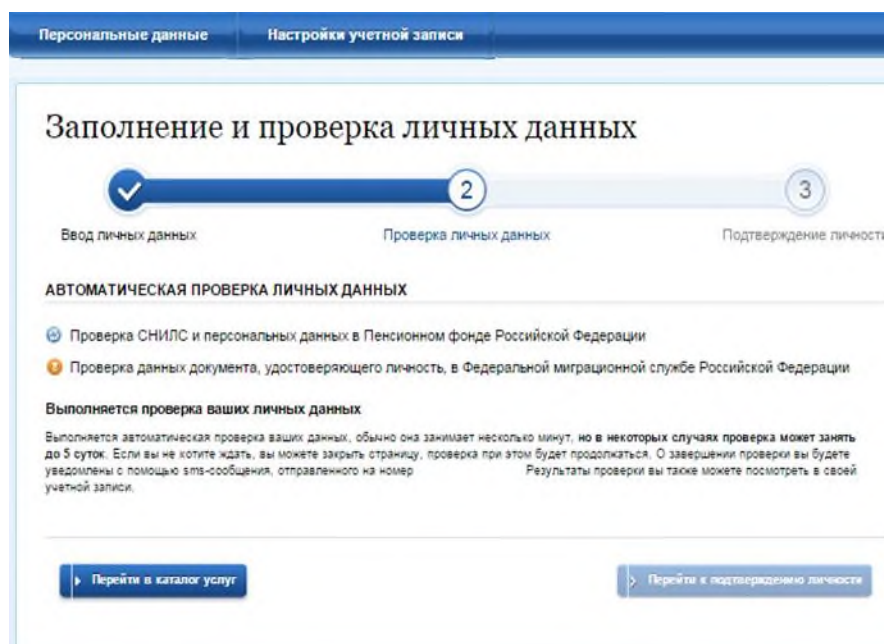 Персональные данные Настройки учетной записи
Заполнение и проверка личных данных
2 3
Ввод личных данных Проверка личных данных Подтверждение личности
АВТОМАТИЧЕСКАЯ ПРОВЕРКА ЛИЧНЫХ ДАННЫХ
Проверка СНИЛС и персональных данных в Пенсионном фонде Российской Федерации
Проверка данных документа, удостоверяющего личность, в Федеральной миграционной службе Российской Федерации
Выполняется проверка ваших личных данных
Выполняется автоматическая проверка ваших данных, обычно она занимает несколько минут, но в некоторых случаях проверка может занять
до 5 суток. Если вы не хотите ждать, вы можете закрыть страницу, проверка при этом будет продолжаться. О завершении проверки вы будете
уведомлены с помощью sms-сообщения, отправленного на номер Результаты проверки вы также можете посмотреть в своей
учетной записи.
Перейти в каталог услуг Перейти к подтверждению личности